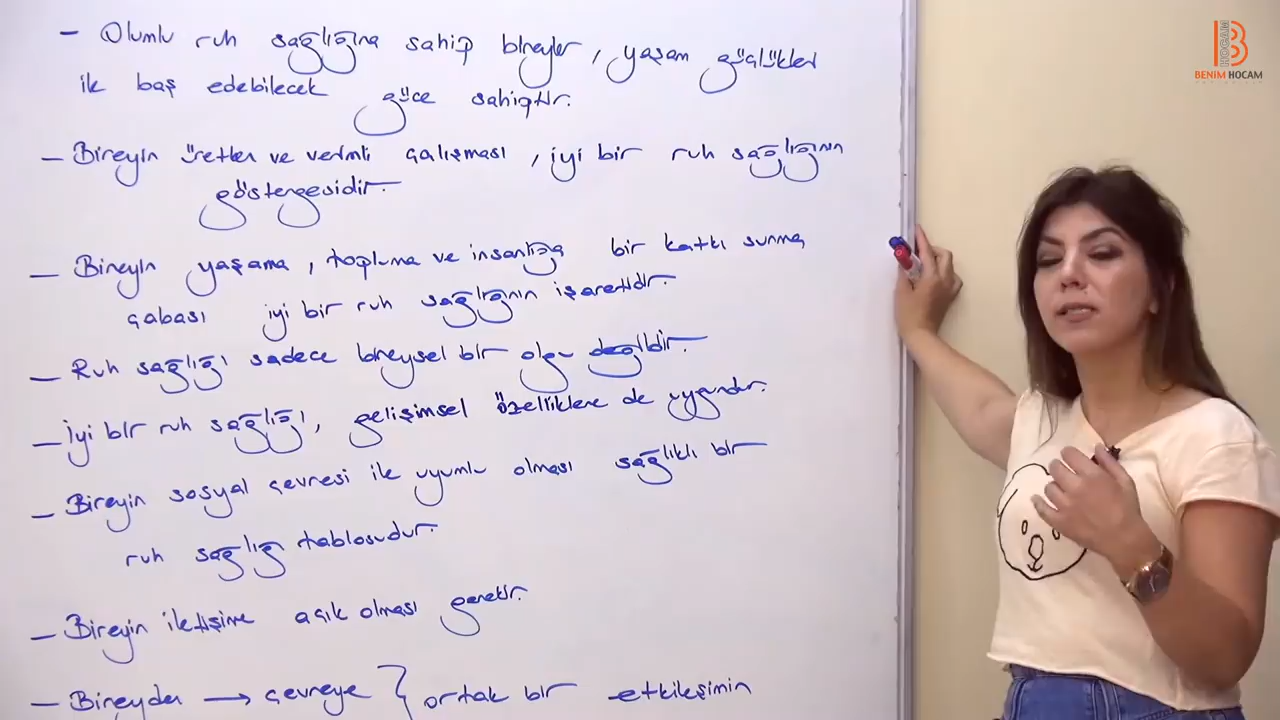 - Olumlu ruh sağlığına sahip bireyler, yaşam güçlükleri
ile baş edebilecek güce sahiptir.
- Bireyin üretken ve verimli çalışması, iyi bir ruh sağlığının
göstergesidir.
- Bireyin yaşama, topluma ve insanlığa bir katkı sunma
çabası iyi bir ruh sağlığının işaretidir.
- Ruh sağlığı sadece bireysel bir olgu değildir.
- İyi bir ruh sağlığı, gelişimsel özelliklere de uygundur.
- Bireyin sosyal çevresi ile uyumlu olması sağlıklı bir
ruh sağlığı tablosudur.
- Bireyin iletişime açık olması gerekir.
- Bireyden → çevreye } ortak bir etkileşimin
HOCAM
BENİM HOCAM